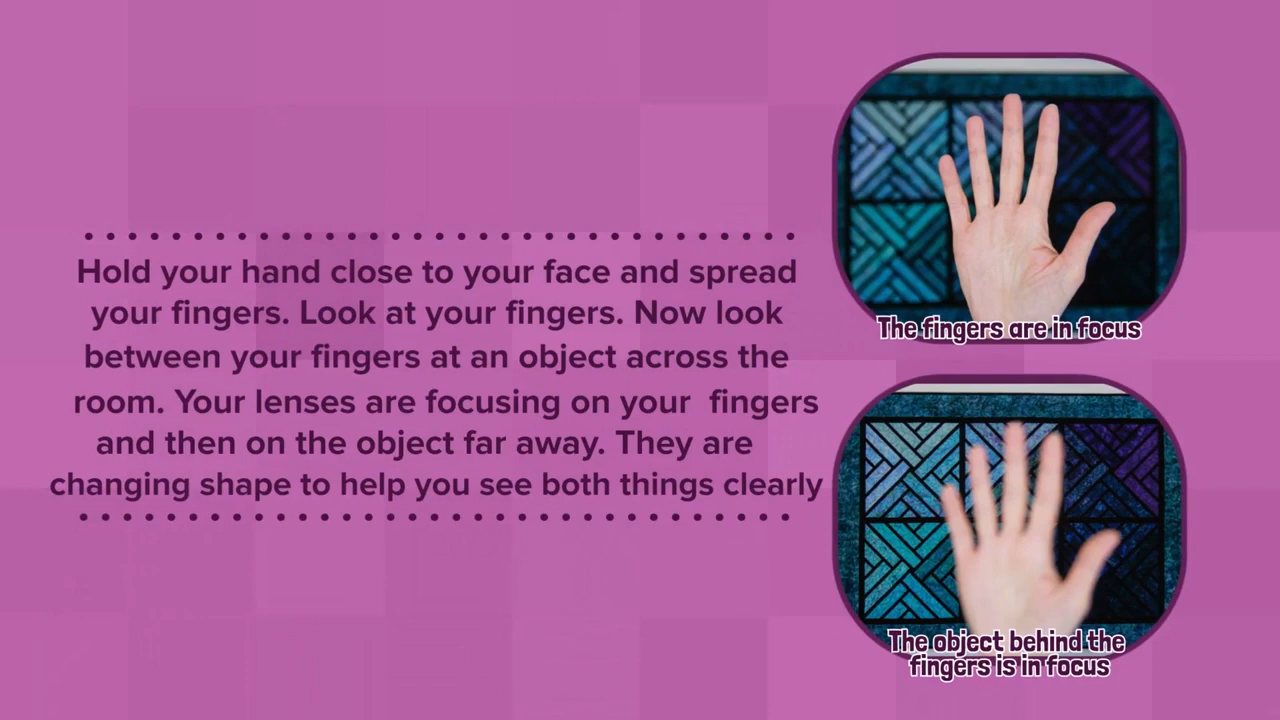 Hold your hand close to your face and spread
your fingers. Look at your fingers. Now look
between your fingers at an object across the
room. Your lenses are focusing on your  fingers
and then on the object far away. They are
changing shape to help you see both things clearly
The fingers are in focus
The object behind the
fingers is in focus